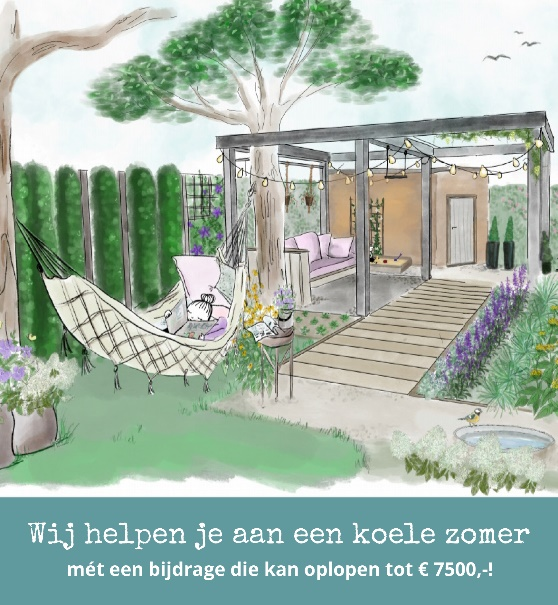 Wij helpen je aan een koele zomer
mét een bijdrage die kan oplopen tot € 7500,-!